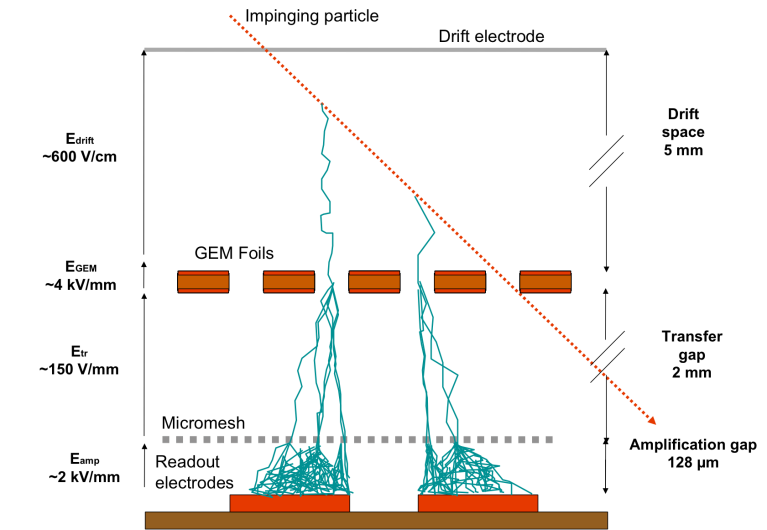 Impinging particle
Drift electrode
Edrift
~600 V/cm
Drift
space
5 mm
GEM Foils
EGEM
~4 kV/mm
Etr
~150 V/mm
Transfer
gap
2 mm
Micromesh
Eamp
~2 kV/mm
Readout
electrodes
Amplification gap
128 µm